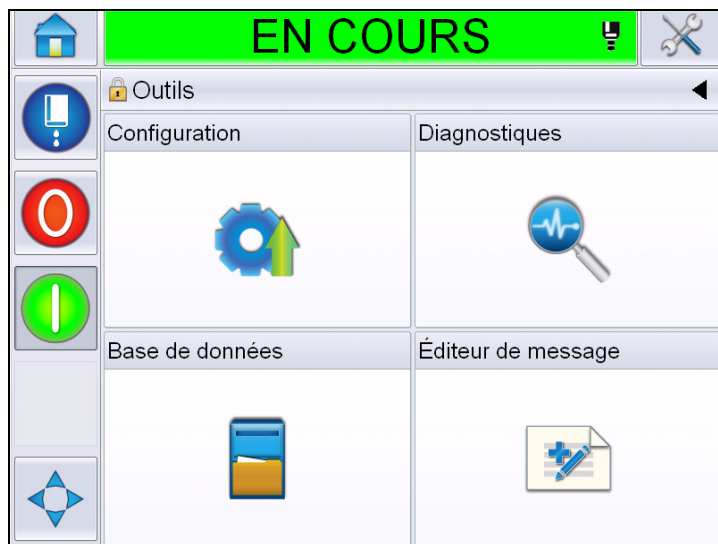 EN COURS
Outils
Configuration
Diagnostiques
Base de données
Éditeur de message